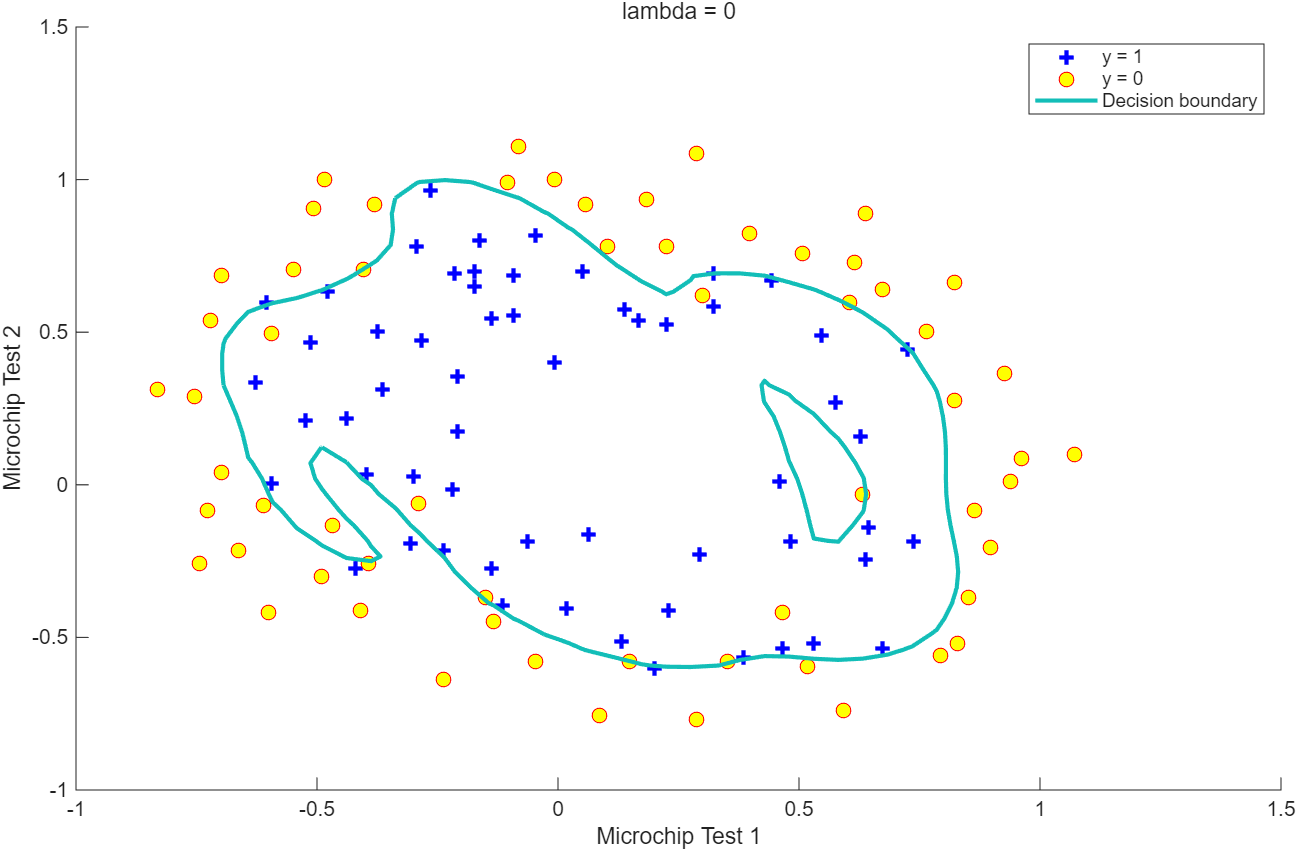 lambda = 0
y = 1
y = 0
Decision boundary
1.5
1
0.5
0
-0.5
-1
Microchip Test 2
-1
-0.5
0
0.5
1
1.5
Microchip Test 1